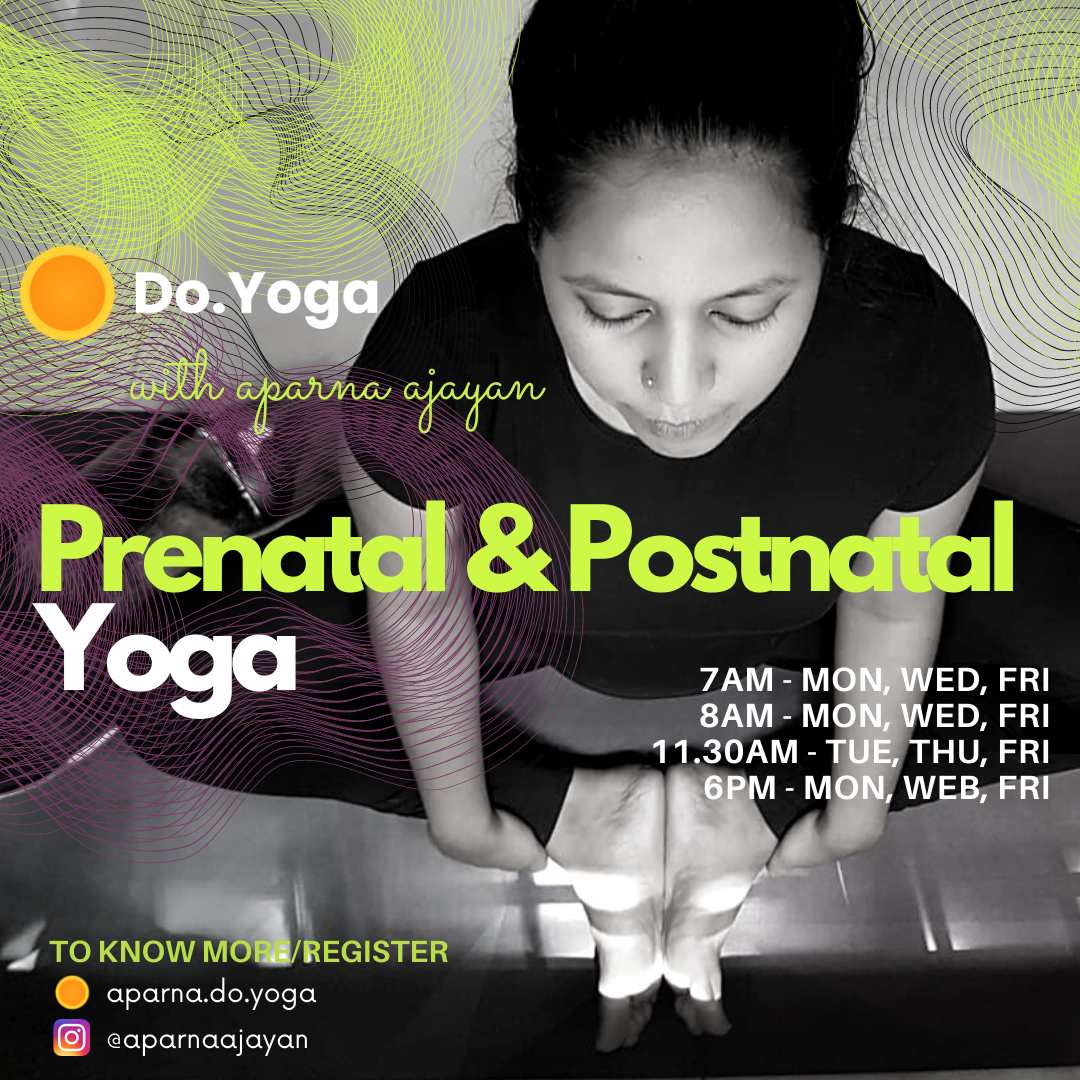 Do.Yoga
with aparna ajayan
Prenatal & Postnatal
Yoga
7AM - MON, WED, FRI
8AM - MON, WED, FRI
11.30AM - TUE, THU, FRI
6PM - MON, WEB, FRI
TO KNOW MORE/REGISTER
aparna.do.yoga
@aparnaajayan